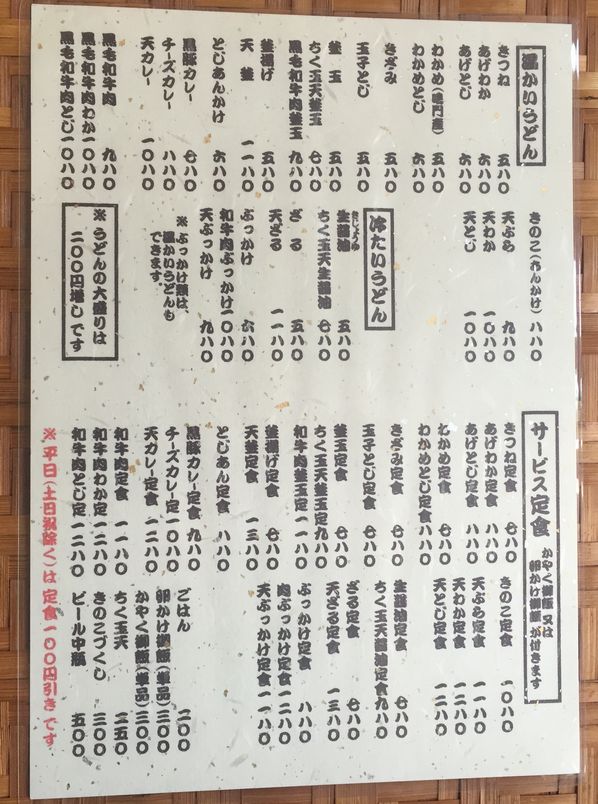 温かいうどん
きつね 五八〇
あげわか 六八〇
あげとじ 六八〇
わかめ(鳴門産) 五八〇
わかめとじ 六八〇
きざみ 五八〇
玉子とじ 五八〇
釜玉 五八〇
ちく玉天釜玉 七八〇
黒毛和牛肉釜玉 九八〇
釜揚げ 五八〇
天釜 一一八〇
とじあんかけ 六八〇
黒豚カレー 七八〇
チーズカレー 八八〇
天カレー 一〇八〇
黒毛和牛肉 九八〇
黒毛和牛肉わか 一〇八〇
黒毛和牛肉とじ 一〇八〇
きのこ(あんかけ) 八八〇
天ぷら 九八〇
天わか 一〇八〇
天とじ 一〇八〇
冷たいうどん
きじょうゆ
生醤油 五八〇
ちく玉天生醤油 七八〇
ざる 五八〇
天ざる 一一八〇
ぶっかけ 六八〇
和牛肉ぶっかけ 一〇八〇
天ぶっかけ 九八〇
※ぶっかけ類は、
温かいうどんも
できます。
※うどんの大盛りは
二〇〇円増しです
サービス定食
かやく御飯 又は
卵かけ御飯が付きます
きつね定食 七八〇
あげわか定食 八八〇
あげとじ定食 八八〇
わかめ定食 七八〇
わかめとじ定食 八八〇
きざみ定食 七八〇
玉子とじ定食 七八〇
釜玉定食 七八〇
ちく玉天釜玉定 九八〇
和牛肉釜玉定 一一八〇
釜揚げ定食 七八〇
天釜定食 一三八〇
とじあん定食 八八〇
黒豚カレー定食 九八〇
チーズカレー定 一〇八〇
天カレー定食 一二八〇
和牛肉定食 一一八〇
和牛肉わか定 一二八〇
和牛肉とじ定 一二八〇
きのこ定食 一〇八〇
天ぷら定食 一一八〇
天わか定食 一二八〇
天とじ定食 一二八〇
生醤油定食 七八〇
ちく玉天醤油定食 九八〇
ざる定食 七八〇
天ざる定食 一三八〇
ぶっかけ定食 八八〇
肉ぶっかけ定食 一二八〇
天ぶっかけ定食 一一八〇
ごはん 二〇〇
卵かけ御飯(単品) 三〇〇
かやく御飯(単品) 三〇〇
ちく玉天 二五〇
きのこづくし 三〇〇
ビール中瓶 五〇〇
※平日(土日祝除く)は 定食一〇〇円引きです